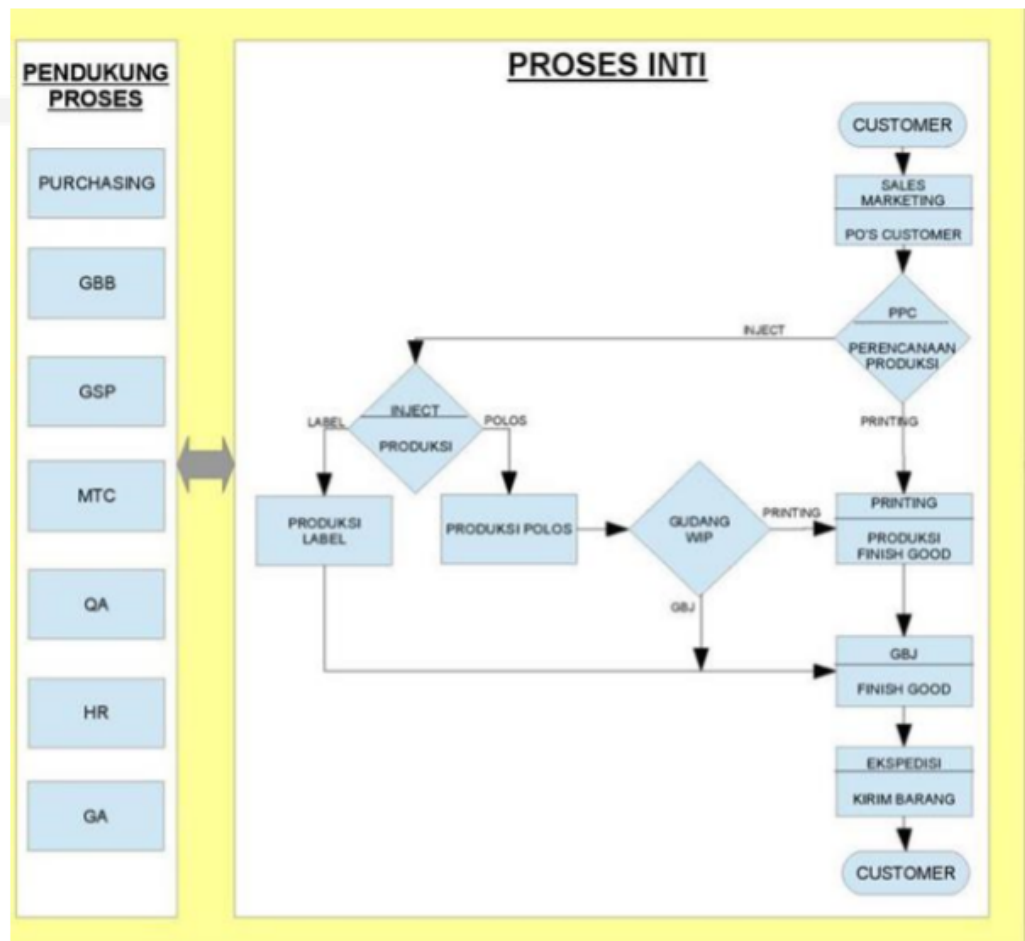 PENDUKUNG
PROSES
PURCHASING
GBB
GSP
MTC
QA
HR
GA
PROSES INTI
CUSTOMER
SALES
MARKETING
PO'S CUSTOMER
PPC
PERENCANAAN
PRODUKSI
INJECT
PRINTING
INJECT
PRODUKSI
LABEL
POLOS
PRODUKSI
LABEL
PRODUKSI POLOS
GUDANG
WIP
PRINTING
GBJ
PRINTING
PRODUKSI
FINISH GOOD
GBJ
FINISH GOOD
EKSPEDISI
KIRIM BARANG
CUSTOMER